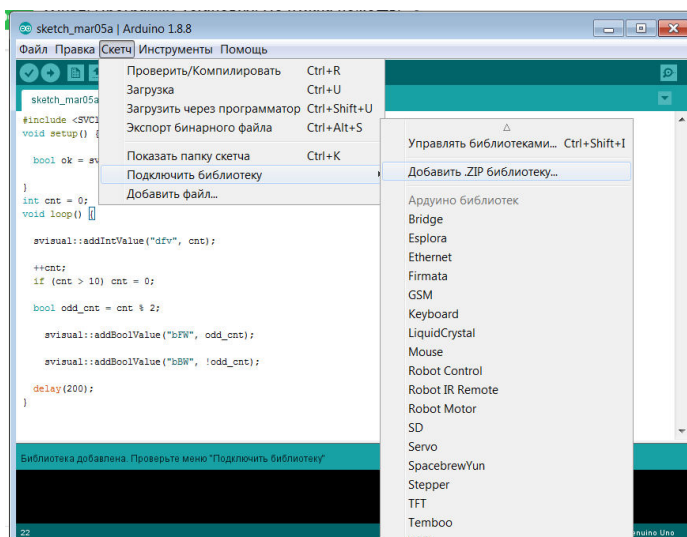 sketch_mar05a | Arduino 1.8.8
Файл Правка Скетч Инструменты Помощь
sketch_mar05a
Проверить/Компилировать Ctrl+R
Загрузка Ctrl+U
Загрузить через программатор Ctrl+Shift+U
Экспорт бинарного файла Ctrl+Alt+S
Показать папку скетча Ctrl+K
Подключить библиотеку
Добавить файл...
Управлять библиотеками... Ctrl+Shift+I
Добавить .ZIP библиотеку...
Ардуино библиотек
Bridge
Esplora
Ethernet
Firmata
GSM
Keyboard
LiquidCrystal
Mouse
Robot Control
Robot IR Remote
Robot Motor
SD
Servo
SpacebrewYun
Stepper
TFT
Temboo
#include <SVCl
void setup() {
bool ok = sv
}
int cnt = 0;
void loop() {
svisual::addIntValue("dfv", cnt);
++cnt;
if (cnt > 10) cnt = 0;
bool odd_cnt = cnt % 2;
svisual::addBoolValue("bFW", odd_cnt);
svisual::addBoolValue("bBW", !odd_cnt);
delay(200);
}
Библиотека добавлена. Проверьте меню "Подключить библиотеку"
22
enuino Uno